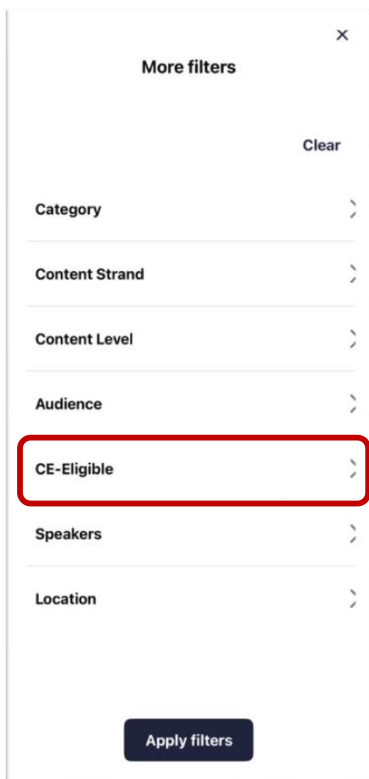 More filters
Clear
Category
Content Strand
Content Level
Audience
CE-Eligible
Speakers
Location
Apply filters